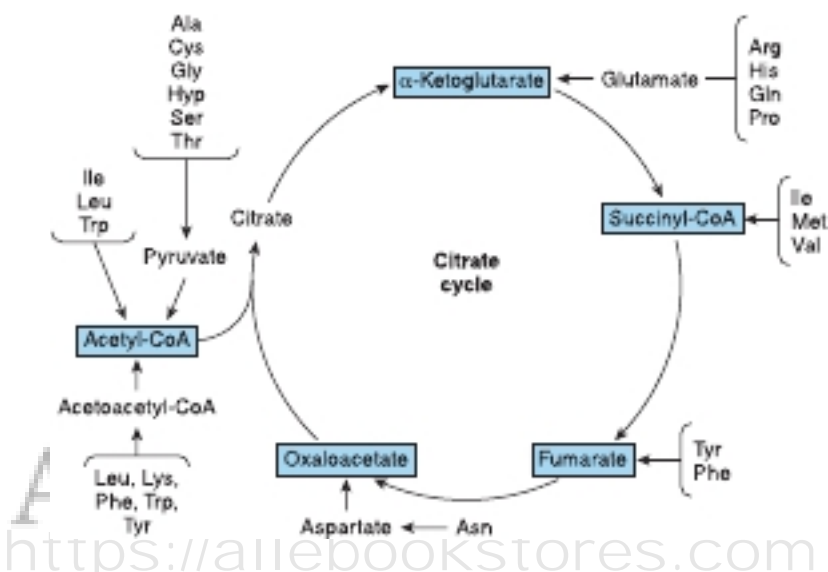 Ala
Cys
Gly
Hyp
Ser
Thr
Ile
Leu
Trp
Pyruvate
Citrate
α-Ketoglutarate
Glutamate
Arg
His
Gln
Pro
Succinyl-CoA
Ile
Met
Val
Citrate
cycle
Acetyl-CoA
Acetoacetyl-CoA
Leu, Lys,
Phe, Trp,
Tyr
Oxaloacetate
Fumarate
Tyr
Phe
Aspartate
Asn
A
https://allebookstores.com